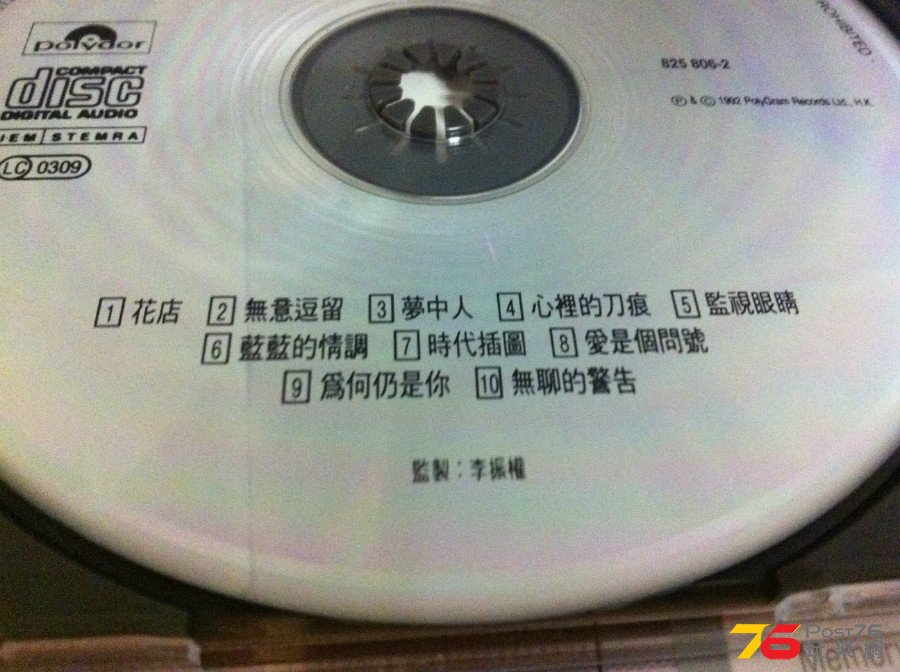 polydor
PROHIBITED
COMPACT
disc
DIGITAL AUDIO
825 806-2
Ⓟ & © 1992 PolyGram Records Ltd., H.K.
IEM STEMRA
LC 0309
1 花店 2 無意逗留 3 夢中人 4 心裡的刀痕 5 監視眼睛
6 藍藍的情調 7 時代插圖 8 愛是個問號
9 爲何仍是你 10 無聊的警告
監製：李振權
76 POST76